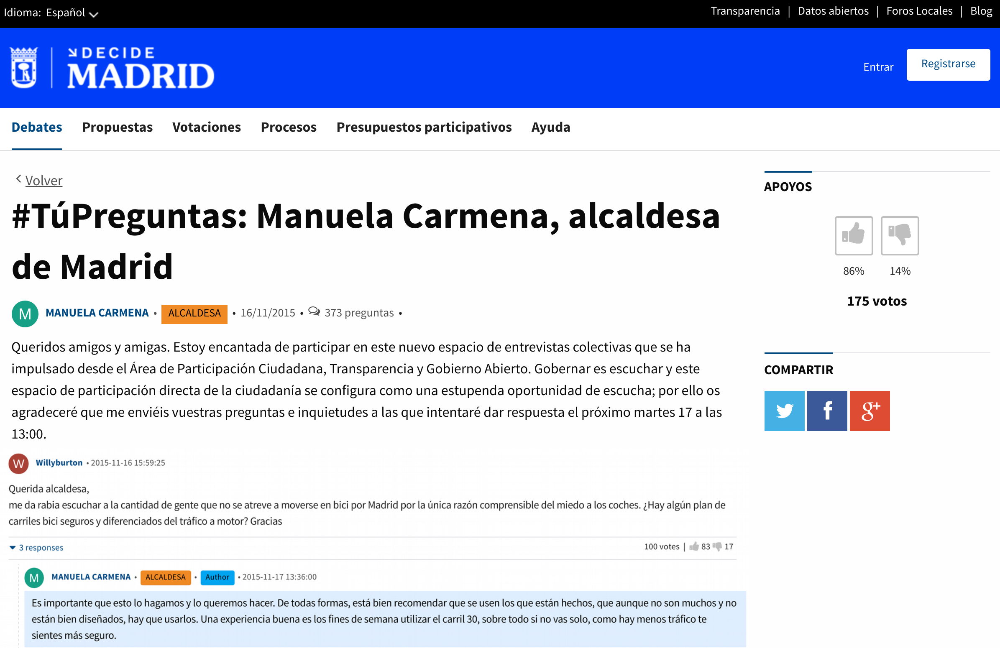 Idioma: Español
Transparencia | Datos abiertos | Foros Locales | Blog
DECIDE
MADRID
Entrar
Registrarse
Debates Propuestas Votaciones Procesos Presupuestos participativos Ayuda
Volver
#TúPreguntas: Manuela Carmena, alcaldesa
de Madrid
M MANUELA CARMENA • ALCALDESA • 16/11/2015 • 373 preguntas •
Queridos amigos y amigas. Estoy encantada de participar en este nuevo espacio de entrevistas colectivas que se ha
impulsado desde el Área de Participación Ciudadana, Transparencia y Gobierno Abierto. Gobernar es escuchar y este
espacio de participación directa de la ciudadanía se configura como una estupenda oportunidad de escucha; por ello os
agradeceré que me enviéis vuestras preguntas e inquietudes a las que intentaré dar respuesta el próximo martes 17 a las
13:00.
W Willyburton • 2015-11-16 15:59:25
Querida alcaldesa,
me da rabia escuchar a la cantidad de gente que no se atreve a moverse en bici por Madrid por la única razón comprensible del miedo a los coches. ¿Hay algún plan de
carriles bici seguros y diferenciados del tráfico a motor? Gracias
3 responses
100 votes | 83 17
M MANUELA CARMENA • ALCALDESA • Author • 2015-11-17 13:36:00
Es importante que esto lo hagamos y lo queremos hacer. De todas formas, está bien recomendar que se usen los que están hechos, que aunque no son muchos y no
están bien diseñados, hay que usarlos. Una experiencia buena es los fines de semana utilizar el carril 30, sobre todo si no vas solo, como hay menos tráfico te
sientes más seguro.
APOYOS
86% 14%
175 votos
COMPARTIR
f g+